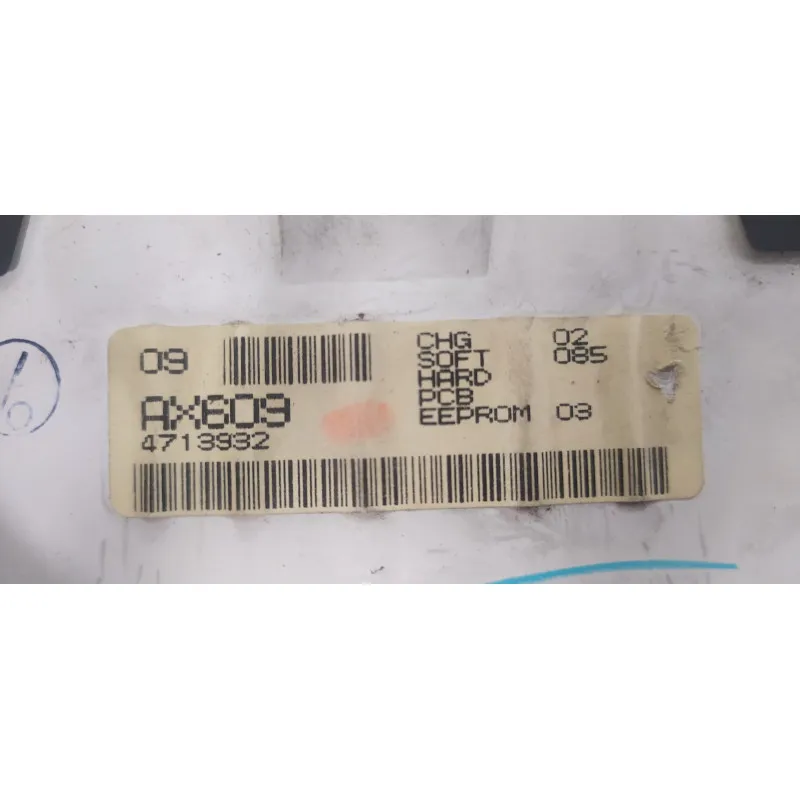 09
AX609
4713932
CHG 02
SOFT 085
HARD
PCB
EEPROM 03